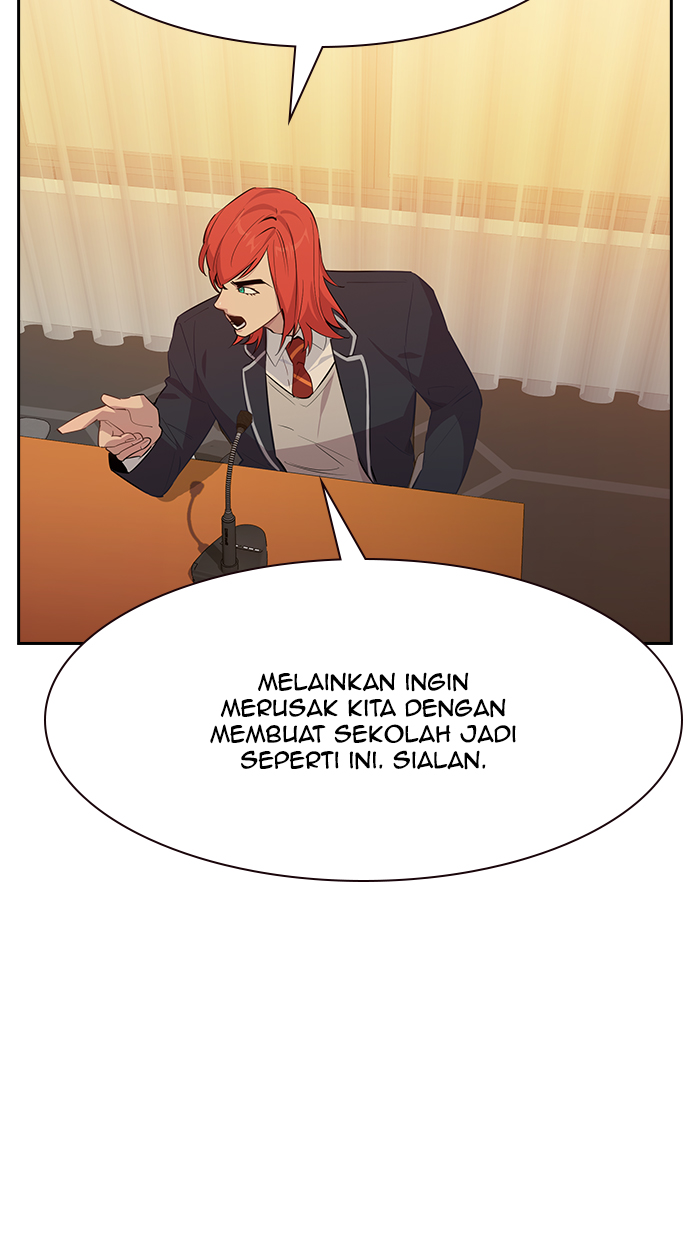 MELAINKAN INGIN
MERUSAK KITA DENGAN
MEMBUAT SEKOLAH JADI
SEPERTI INI. SIALAN.